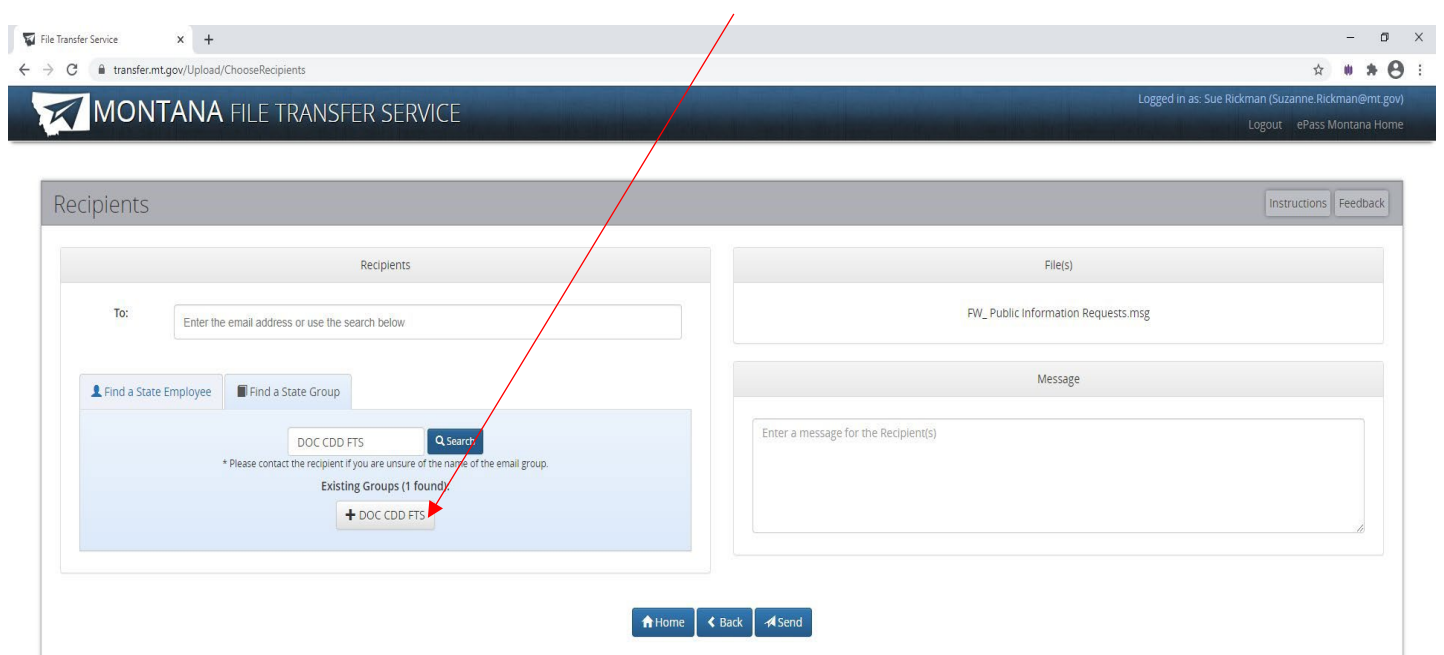 File Transfer Service
transfer.mt.gov/Upload/ChooseRecipients
MONTANA FILE TRANSFER SERVICE
Logged in as: Sue Rickman (Suzanne.Rickman@mt.gov)
Logout ePass Montana Home
Recipients
Instructions Feedback
Recipients
To: Enter the email address or use the search below
Find a State Employee Find a State Group
DOC CDD FTS Search
* Please contact the recipient if you are unsure of the name of the email group.
Existing Groups (1 found):
+ DOC CDD FTS
File(s)
FW_ Public Information Requests.msg
Message
Enter a message for the Recipient(s)
Home Back Send